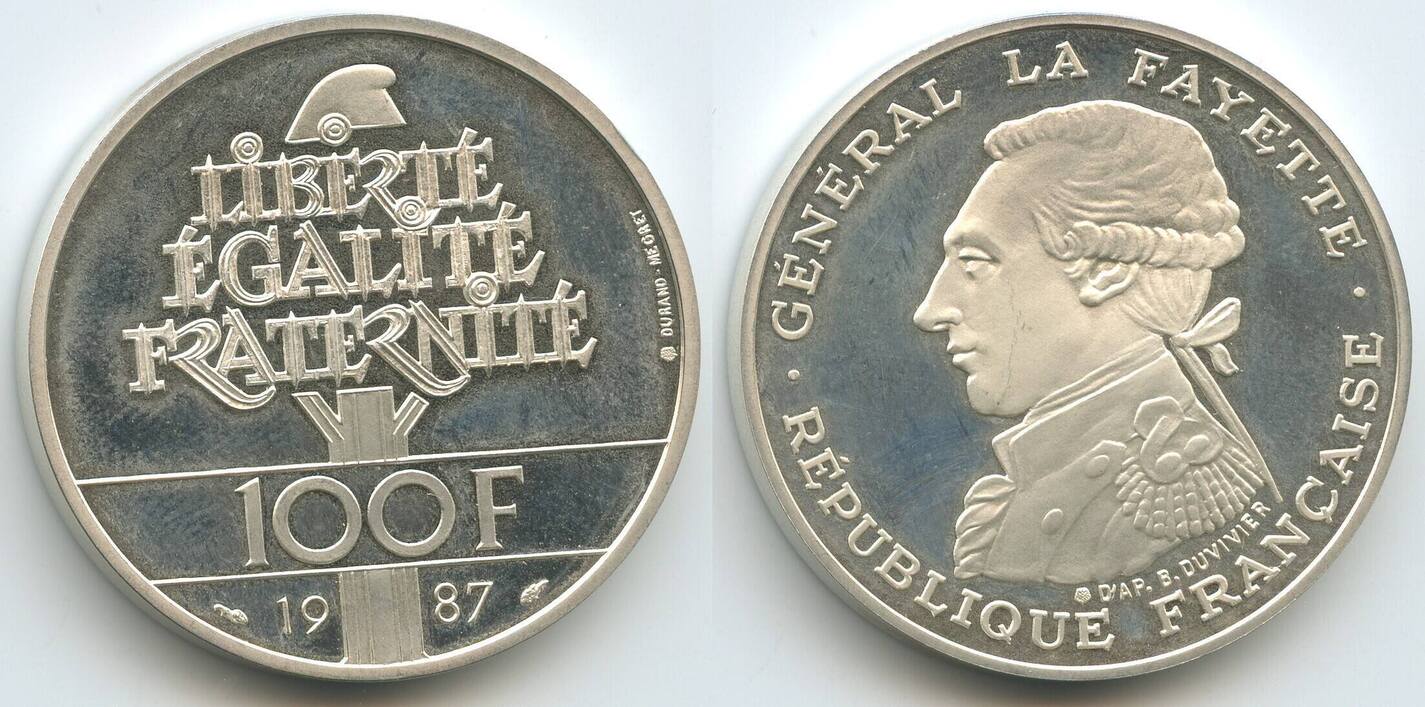 LIBERTÉ
ÉGALITÉ
FRATERNITÉ
DURAND·MÉGRET
100F
19 87
· GÉNÉRAL LA FAYETTE ·
RÉPUBLIQUE FRANÇAISE
D'AP. B. DUVIVIER